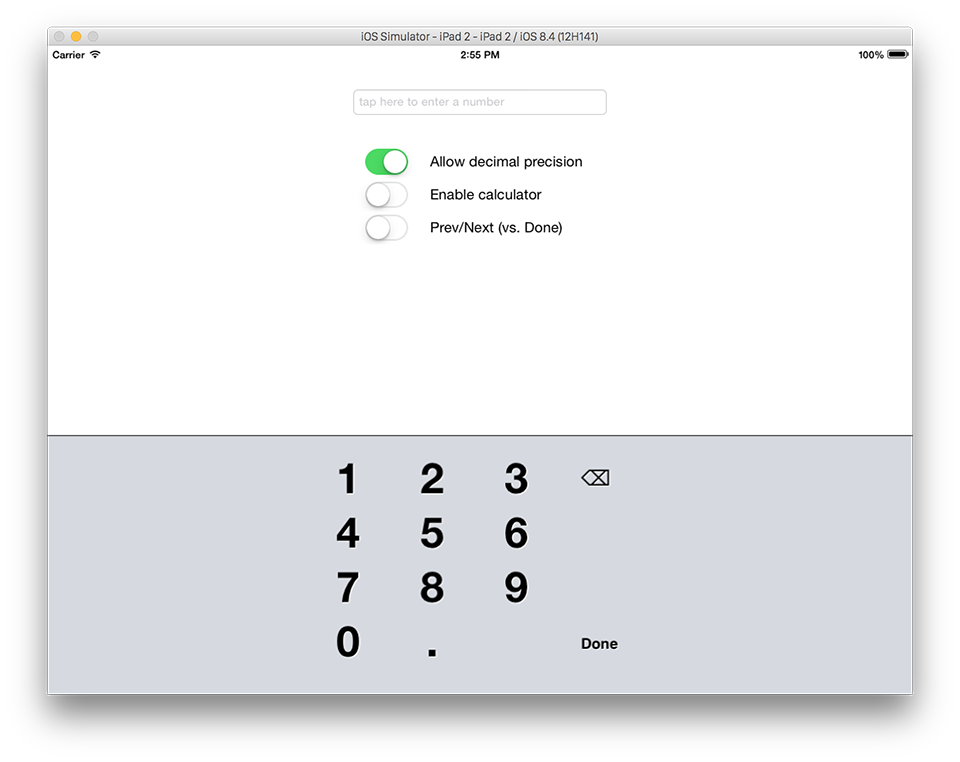 iOS Simulator - iPad 2 - iPad 2 / iOS 8.4 (12H141)
Carrier 2:55 PM 100%
tap here to enter a number
Allow decimal precision
Enable calculator
Prev/Next (vs. Done)
1 2 3
4 5 6
7 8 9
0 . Done